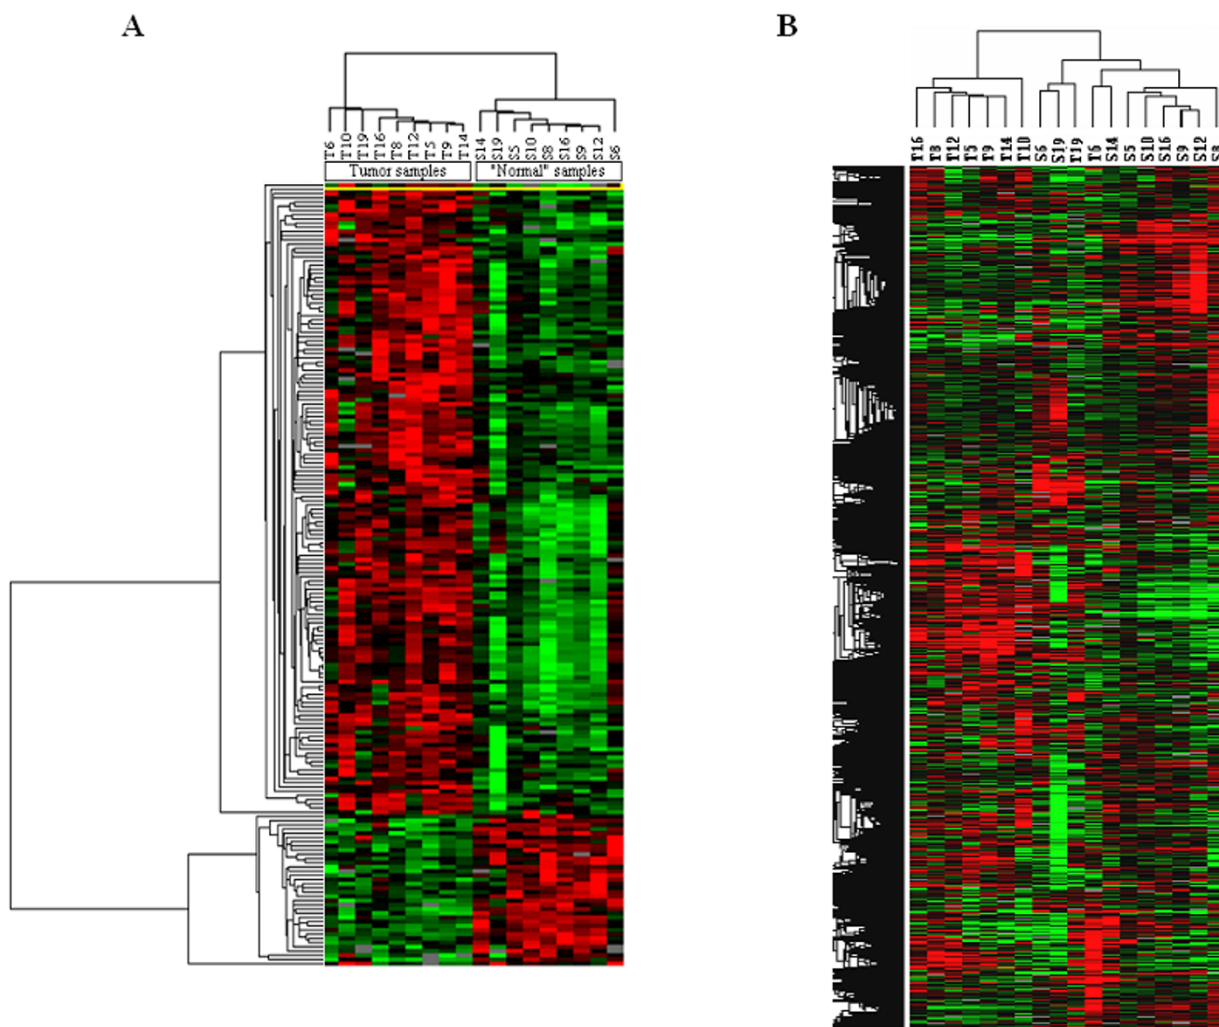 A
B
T6 T10 T19 T16 T8 T12 T5 T9 T14 S14 S19 S5 S10 S8 S16 S9 S12 S6
Tumor samples "Normal" samples
T16 T8 T12 T5 T9 T14 T10 S6 S19 T19 T6 S14 S5 S10 S16 S9 S12 S8